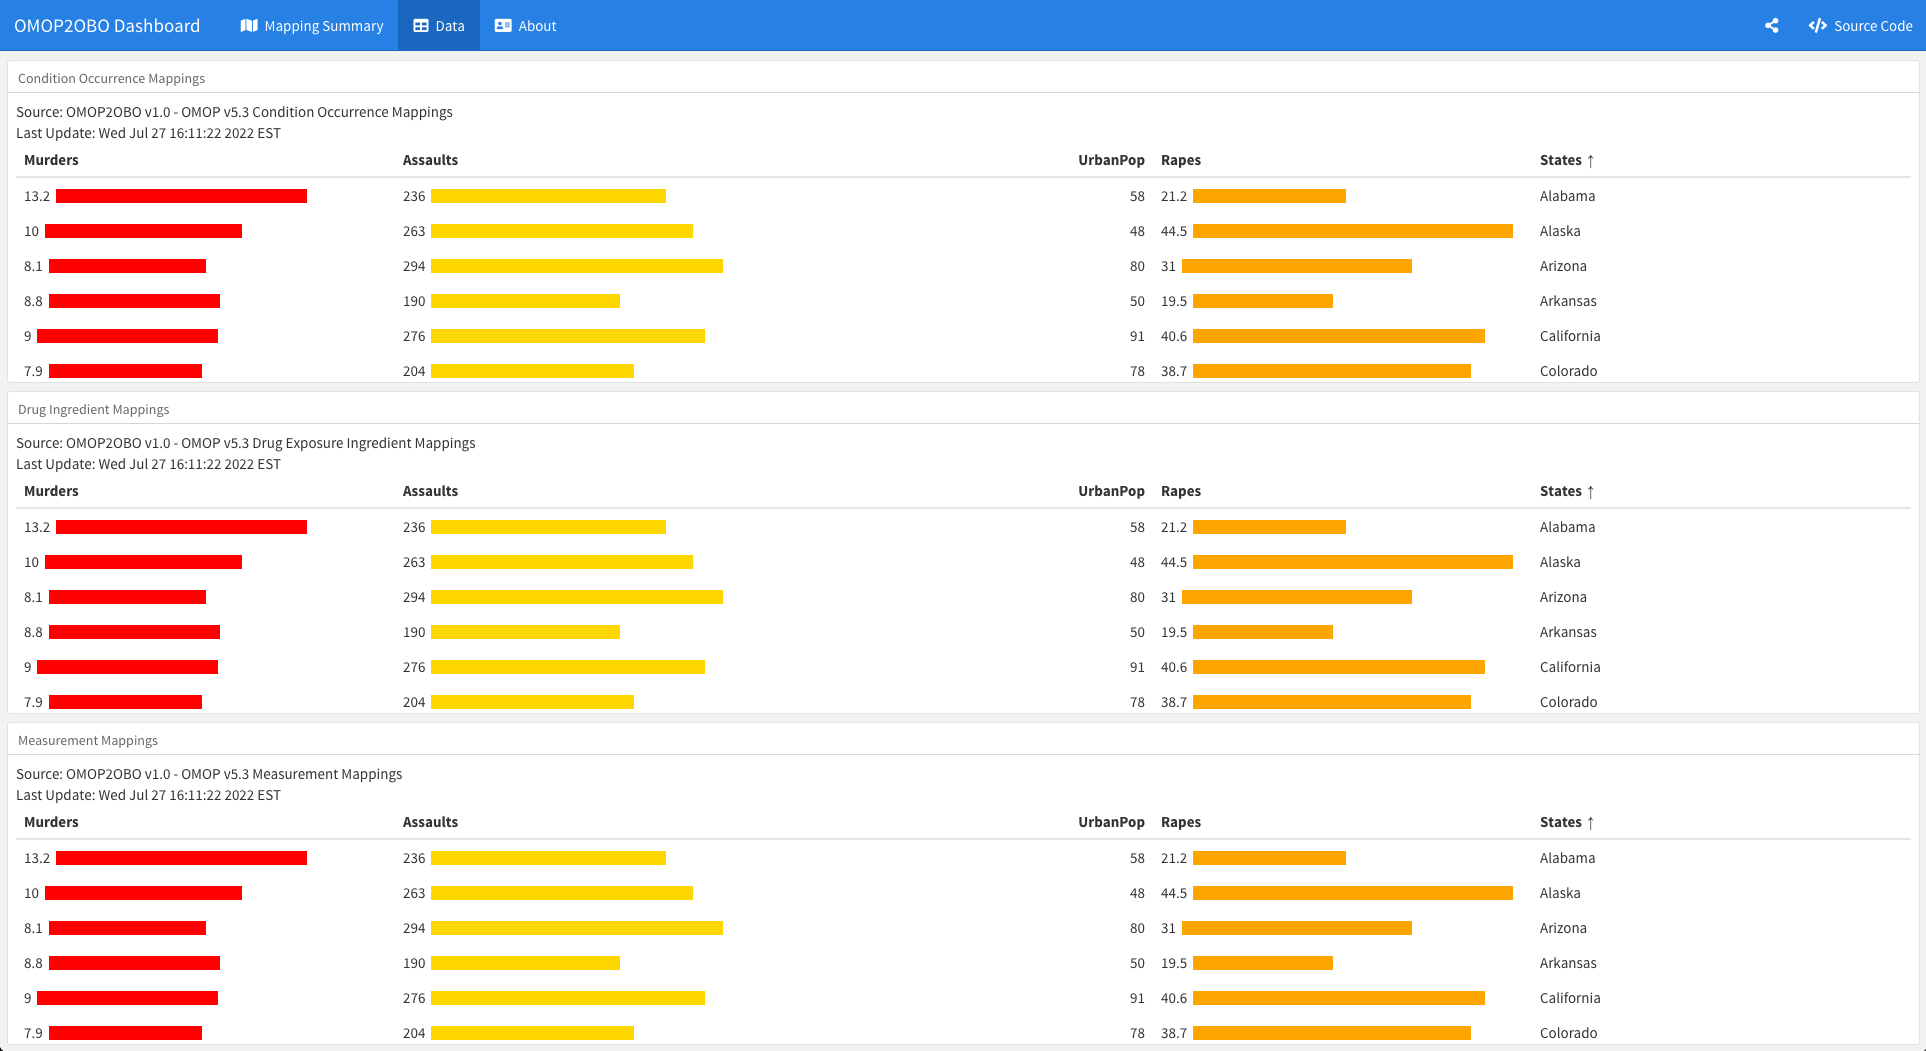 OMOP2OBO Dashboard Mapping Summary Data About Source Code
Condition Occurrence Mappings
Source: OMOP2OBO v1.0 - OMOP v5.3 Condition Occurrence Mappings
Last Update: Wed Jul 27 16:11:22 2022 EST
Murders Assaults UrbanPop Rapes States ↑
13.2 236 58 21.2 Alabama
10 263 48 44.5 Alaska
8.1 294 80 31 Arizona
8.8 190 50 19.5 Arkansas
9 276 91 40.6 California
7.9 204 78 38.7 Colorado
Drug Ingredient Mappings
Source: OMOP2OBO v1.0 - OMOP v5.3 Drug Exposure Ingredient Mappings
Last Update: Wed Jul 27 16:11:22 2022 EST
Murders Assaults UrbanPop Rapes States ↑
13.2 236 58 21.2 Alabama
10 263 48 44.5 Alaska
8.1 294 80 31 Arizona
8.8 190 50 19.5 Arkansas
9 276 91 40.6 California
7.9 204 78 38.7 Colorado
Measurement Mappings
Source: OMOP2OBO v1.0 - OMOP v5.3 Measurement Mappings
Last Update: Wed Jul 27 16:11:22 2022 EST
Murders Assaults UrbanPop Rapes States ↑
13.2 236 58 21.2 Alabama
10 263 48 44.5 Alaska
8.1 294 80 31 Arizona
8.8 190 50 19.5 Arkansas
9 276 91 40.6 California
7.9 204 78 38.7 Colorado